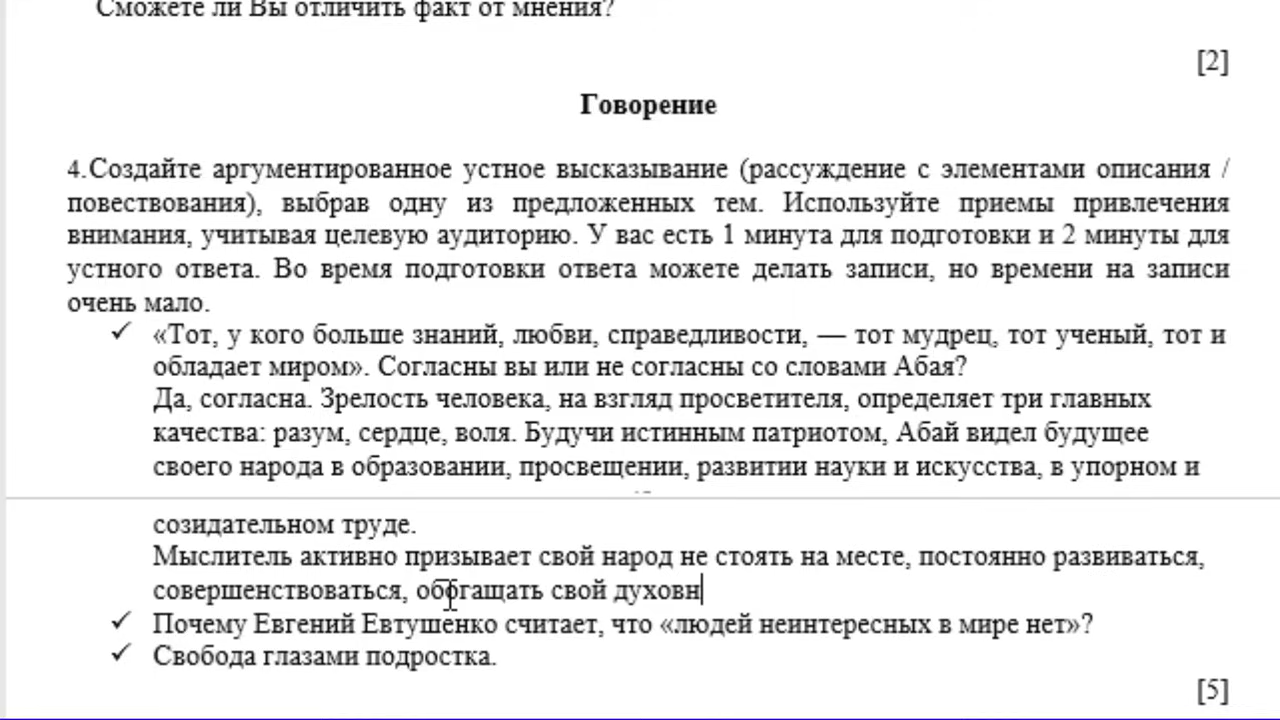 Сможете ли Вы отличить факт от мнения?
[2]
Говорение
4.Создайте аргументированное устное высказывание (рассуждение с элементами описания /
повествования), выбрав одну из предложенных тем. Используйте приемы привлечения
внимания, учитывая целевую аудиторию. У вас есть 1 минута для подготовки и 2 минуты для
устного ответа. Во время подготовки ответа можете делать записи, но времени на записи
очень мало.
✓ «Тот, у кого больше знаний, любви, справедливости, — тот мудрец, тот ученый, тот и
обладает миром». Согласны вы или не согласны со словами Абая?
Да, согласна. Зрелость человека, на взгляд просветителя, определяет три главных
качества: разум, сердце, воля. Будучи истинным патриотом, Абай видел будущее
своего народа в образовании, просвещении, развитии науки и искусства, в упорном и
созидательном труде.
Мыслитель активно призывает свой народ не стоять на месте, постоянно развиваться,
совершенствоваться, обогащать свой духовн
✓ Почему Евгений Евтушенко считает, что «людей неинтересных в мире нет»?
✓ Свобода глазами подростка.
[5]